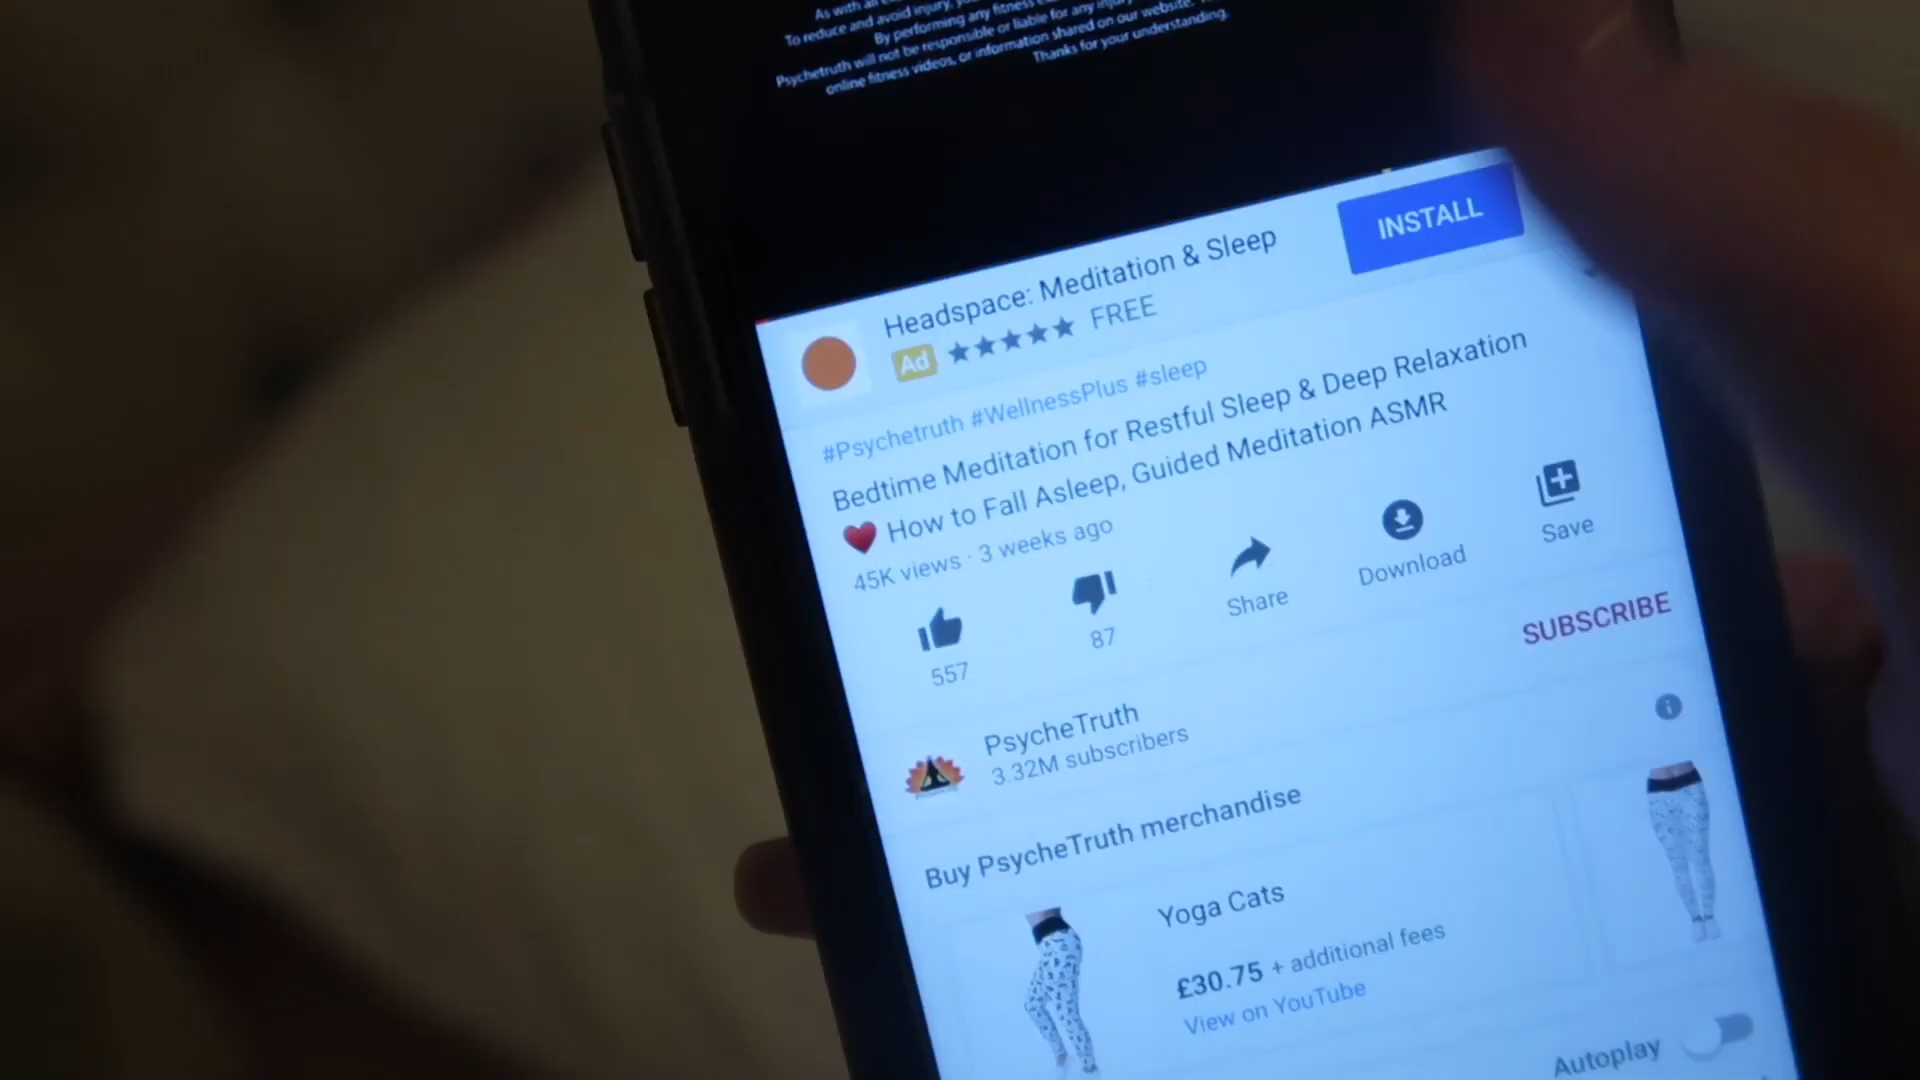 As with all
To reduce and avoid injury,
By performing any fitness
Psychetruth will not be responsible or liable for any injury
online fitness videos, or information shared on our website.
Thanks for your understanding.
Headspace: Meditation & Sleep
INSTALL
Ad ★★★★★ FREE
#Psychetruth #WellnessPlus #sleep
Bedtime Meditation for Restful Sleep & Deep Relaxation
❤️ How to Fall Asleep, Guided Meditation ASMR
45K views · 3 weeks ago
557
87
Share
Download
Save
PsycheTruth
3.32M subscribers
SUBSCRIBE
Buy PsycheTruth merchandise
Yoga Cats
£30.75 + additional fees
View on YouTube
Autoplay